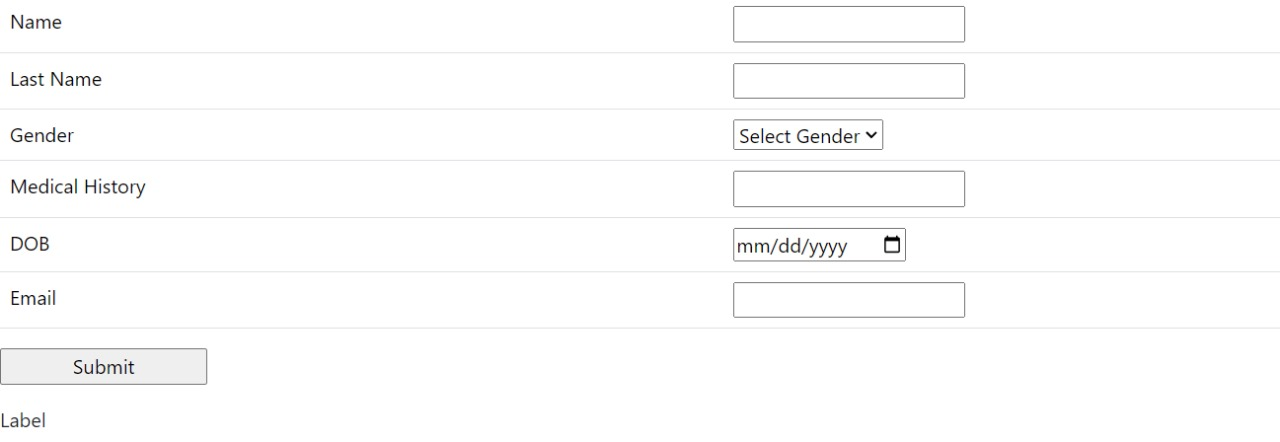 Name
Last Name
Gender Select Gender
Medical History
DOB mm/dd/yyyy
Email
Submit
Label